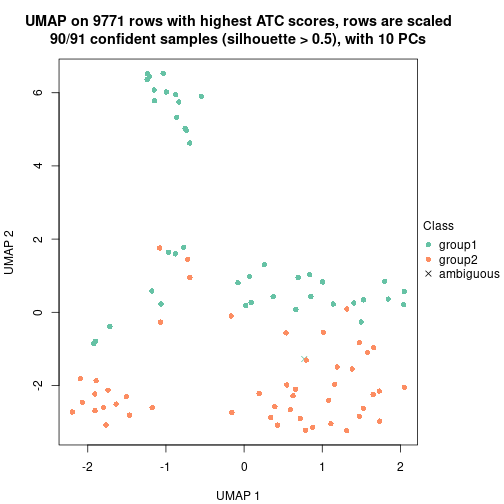 UMAP on 9771 rows with highest ATC scores, rows are scaled
90/91 confident samples (silhouette > 0.5), with 10 PCs
6
4
2
0
-2
UMAP 2
-2
-1
0
1
2
UMAP 1
Class
group1
group2
ambiguous